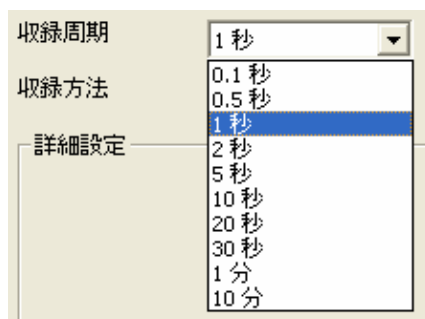 収録周期
1 秒
収録方法
0.1 秒
0.5 秒
1 秒
2 秒
5 秒
10 秒
20 秒
30 秒
1 分
10 分
詳細設定